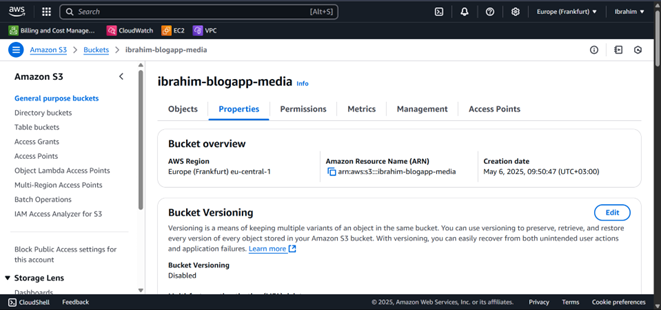 aws
Search
[Alt+S]
Europe (Frankfurt)
Ibrahim
Billing and Cost Manage...
CloudWatch
EC2
VPC
Amazon S3 > Buckets > ibrahim-blogapp-media
Amazon S3
General purpose buckets
Directory buckets
Table buckets
Access Grants
Access Points
Object Lambda Access Points
Multi-Region Access Points
Batch Operations
IAM Access Analyzer for S3
Block Public Access settings for
this account
Storage Lens
Dashboards
ibrahim-blogapp-media Info
Objects
Properties
Permissions
Metrics
Management
Access Points
Bucket overview
AWS Region
Europe (Frankfurt) eu-central-1
Amazon Resource Name (ARN)
arn:aws:s3:::ibrahim-blogapp-media
Creation date
May 6, 2025, 09:50:47 (UTC+03:00)
Bucket Versioning
Edit
Versioning is a means of keeping multiple variants of an object in the same bucket. You can use versioning to preserve, retrieve, and restore
every version of every object stored in your Amazon S3 bucket. With versioning, you can easily recover from both unintended user actions
and application failures. Learn more
Bucket Versioning
Disabled
CloudShell
Feedback
© 2025, Amazon Web Services, Inc. or its affiliates.
Privacy
Terms
Cookie preferences